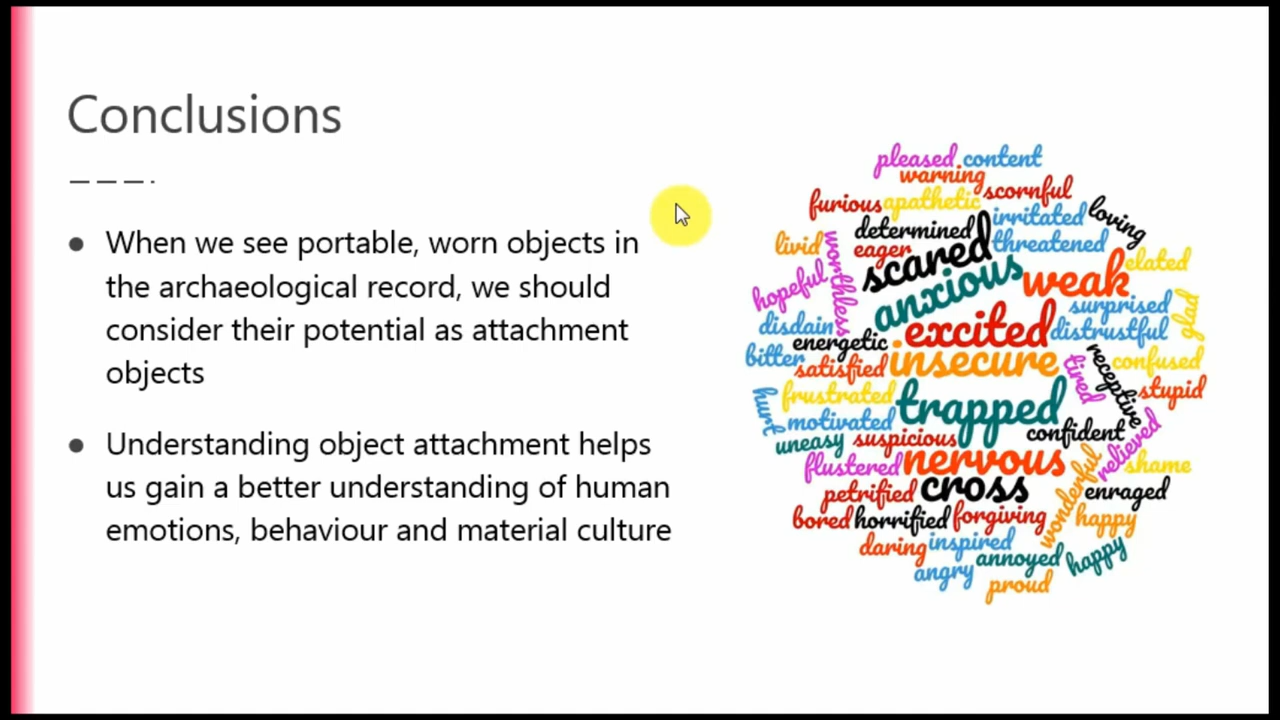 Conclusions
● When we see portable, worn objects in
the archaeological record, we should
consider their potential as attachment
objects
● Understanding object attachment helps
us gain a better understanding of human
emotions, behaviour and material culture
pleased content
warning
furious apathetic scornful
determined irritated loving
livid eager scared threatened
worthless anxious weak elated
hopeful surprised glad
disdain excited distrustful
energetic
bitter satisfied insecure tired receptive confused
hurt frustrated trapped stupid
motivated
uneasy suspicious confident relieved
flustered nervous wonderful shame
petrified cross enraged
bored horrified forgiving happy
daring inspired annoyed happy
angry proud